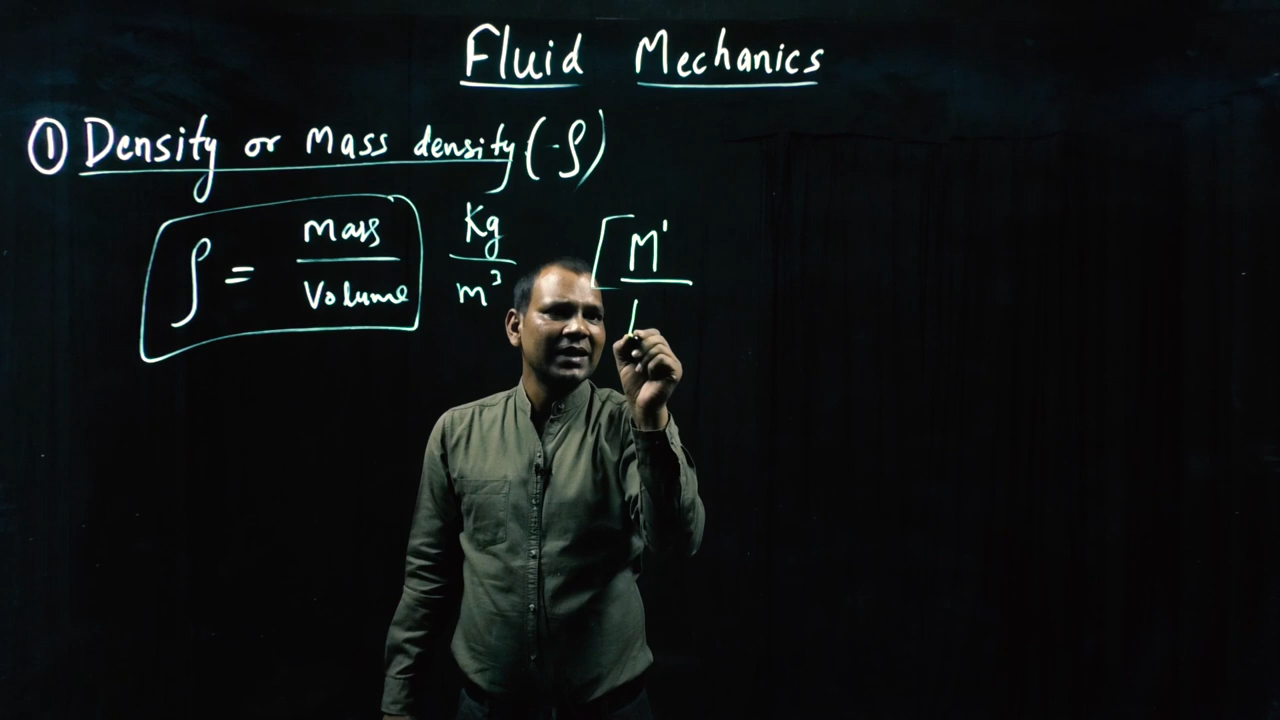 Fluid Mechanics
① Density or Mass density (ρ)
ρ = Mass / Volume Kg / m³ [M¹